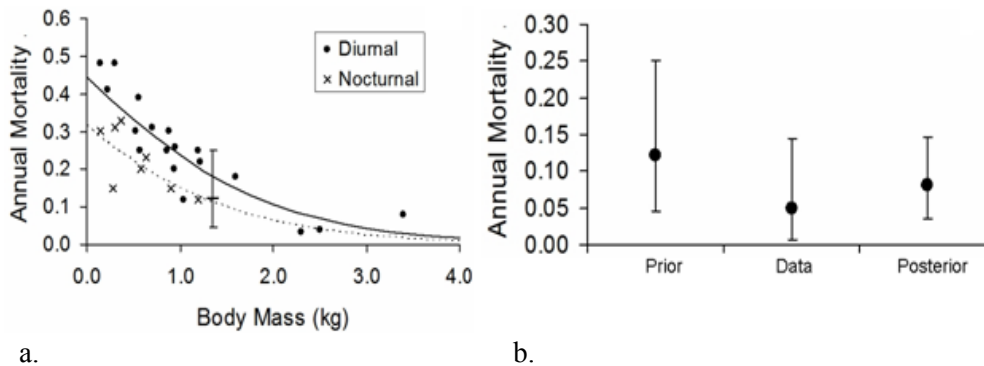 0.6
0.5
0.4
0.3
0.2
0.1
0.0
Annual Mortality
Diurnal
Nocturnal
0.0 1.0 2.0 3.0 4.0
Body Mass (kg)
a.
0.30
0.25
0.20
0.15
0.10
0.05
0.00
Annual Mortality
Prior Data Posterior
b.